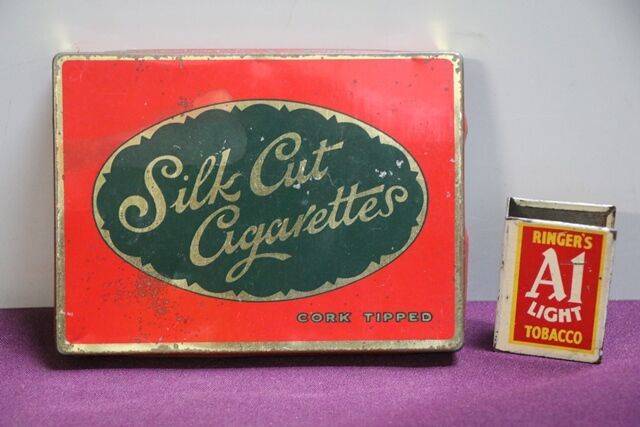 Silk Cut
Cigarettes
CORK TIPPED
RINGER'S
A1
LIGHT
TOBACCO